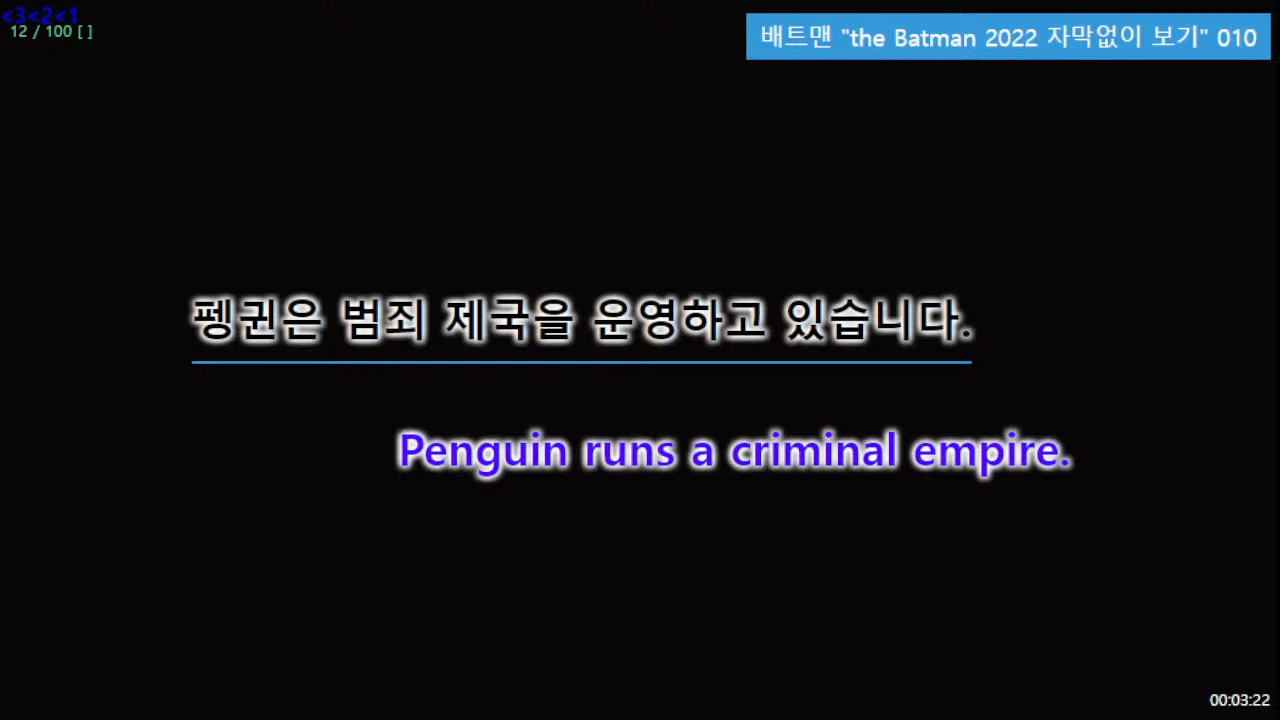 <3<2<1
12 / 100 [ ]
배트맨 "the Batman 2022 자막없이 보기" 010
펭귄은 범죄 제국을 운영하고 있습니다.
Penguin runs a criminal empire.
00:03:22